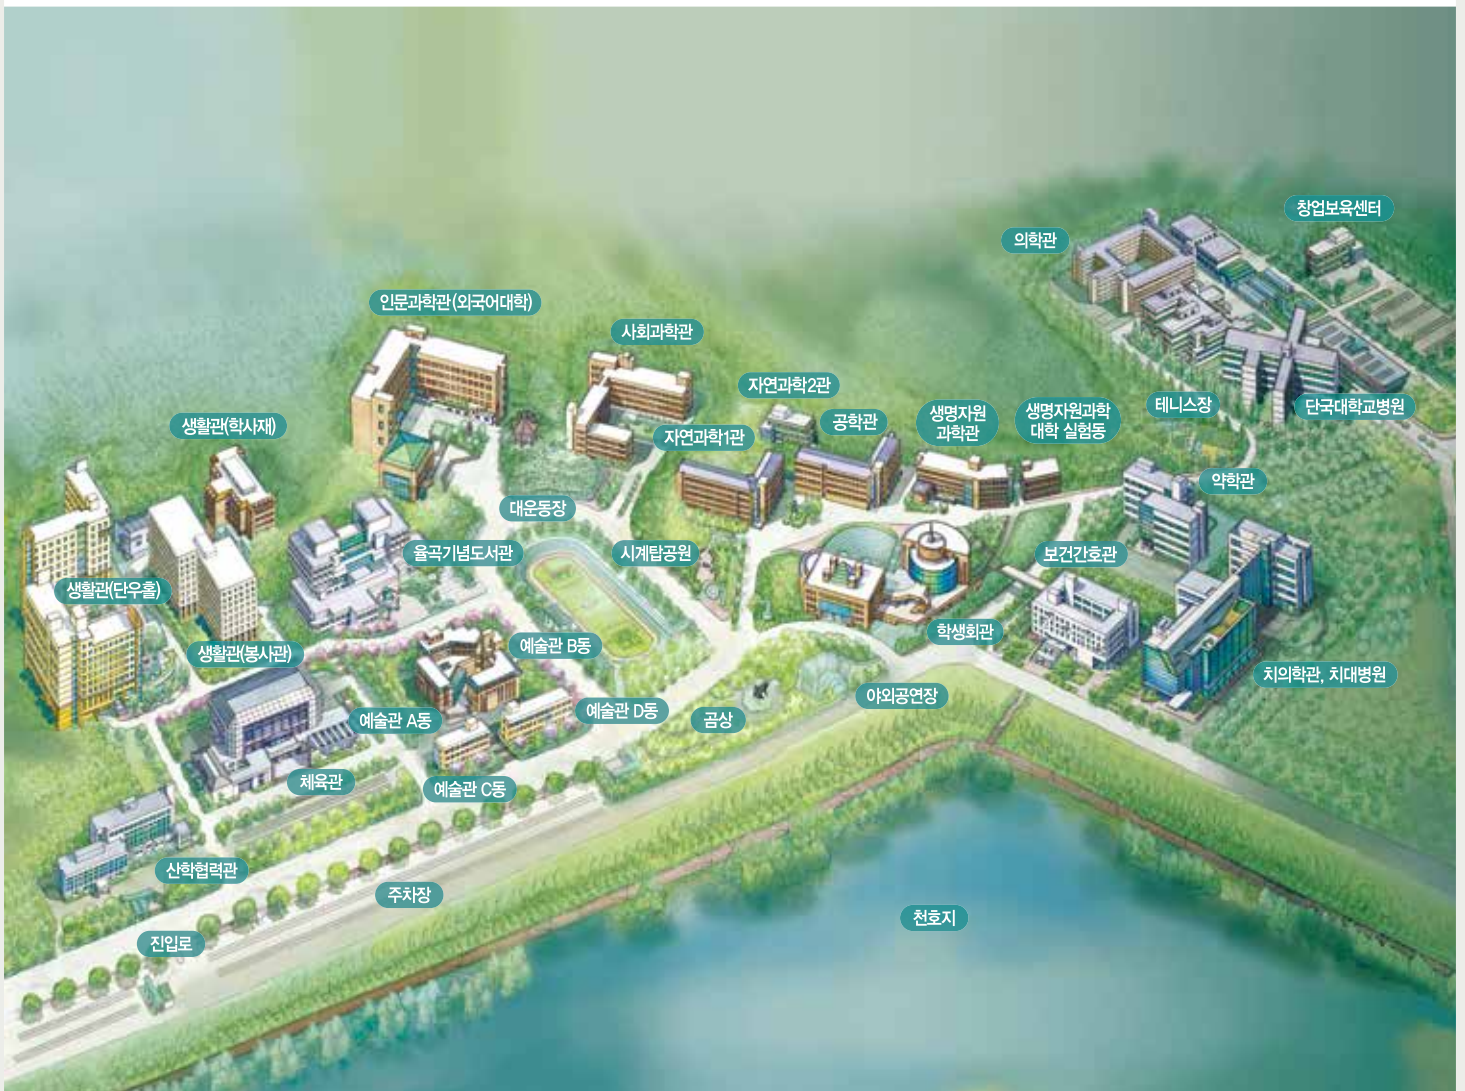 창업보육센터
의학관
인문과학관(외국어대학)
사회과학관
자연과학2관
테니스장
단국대학교병원
생명자원
과학관
생명자원과학
대학 실험동
공학관
생활관(학사재)
자연과학1관
약학관
대운동장
율곡기념도서관
시계탑공원
보건간호관
생활관(단우홀)
학생회관
예술관 B동
생활관(봉사관)
치의학관, 치대병원
야외공연장
예술관 D동
곰상
예술관 A동
체육관
예술관 C동
산학협력관
주차장
천호지
진입로